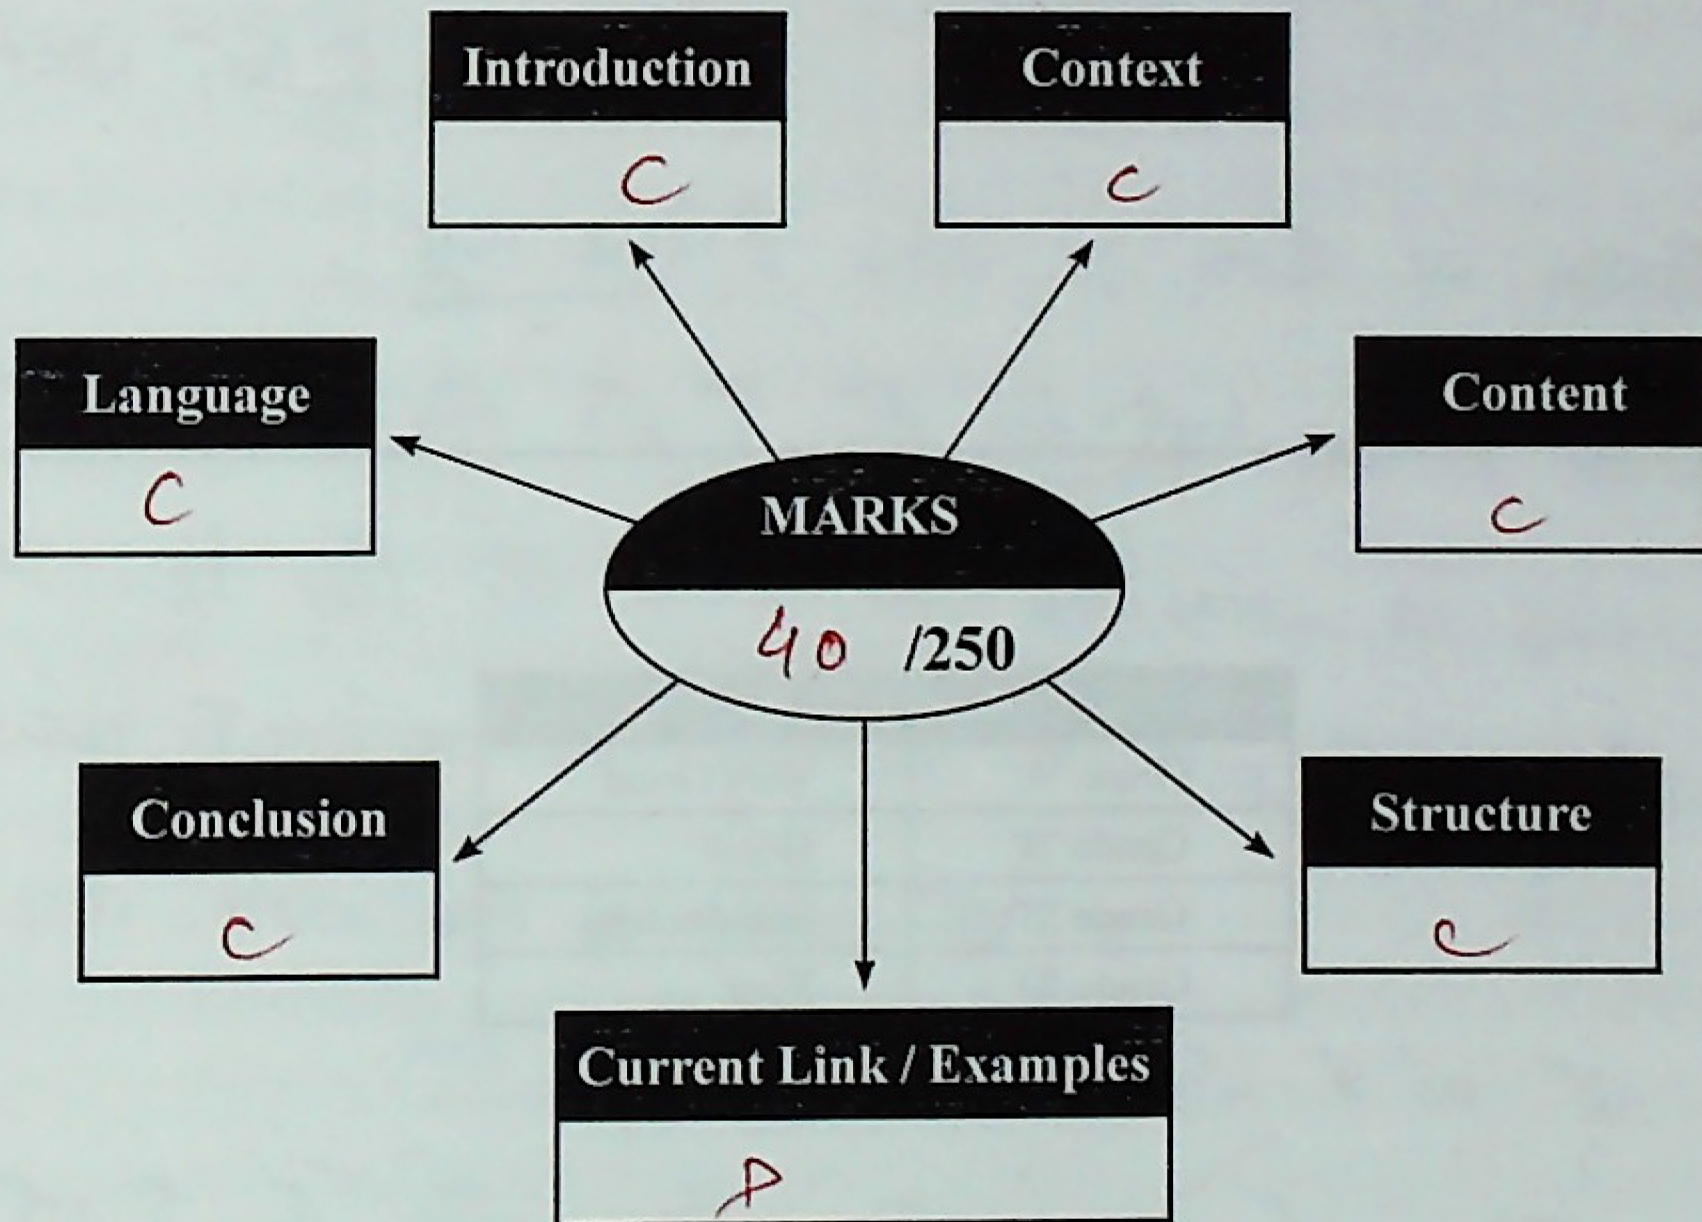 Introduction
C
Context
C
Language
C
Content
C
MARKS
40 /250
Conclusion
C
Structure
C
Current Link / Examples
D